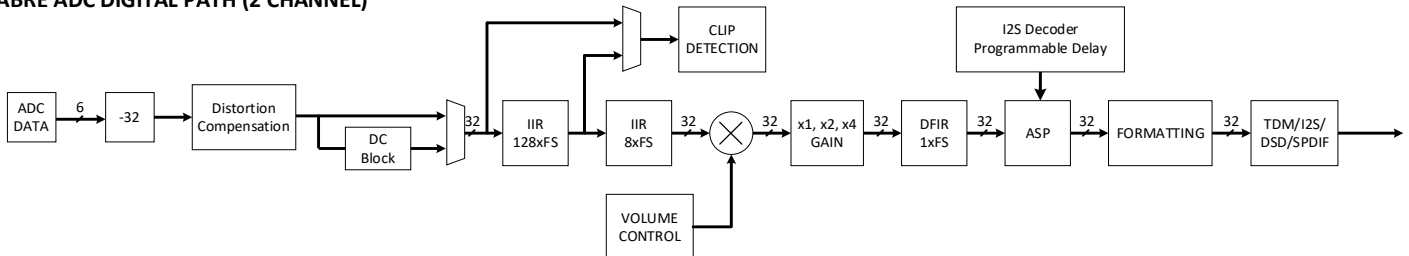 ABRE ADC DIGITAL PATH (2 CHANNEL)
CLIP
DETECTION
I2S Decoder
Programmable Delay
ADC
DATA
6
-32
Distortion
Compensation
DC
Block
32
IIR
128xFS
IIR
8xFS
32
32
x1, x2, x4
GAIN
32
DFIR
1xFS
32
ASP
32
FORMATTING
32
TDM/I2S/
DSD/SPDIF
VOLUME
CONTROL